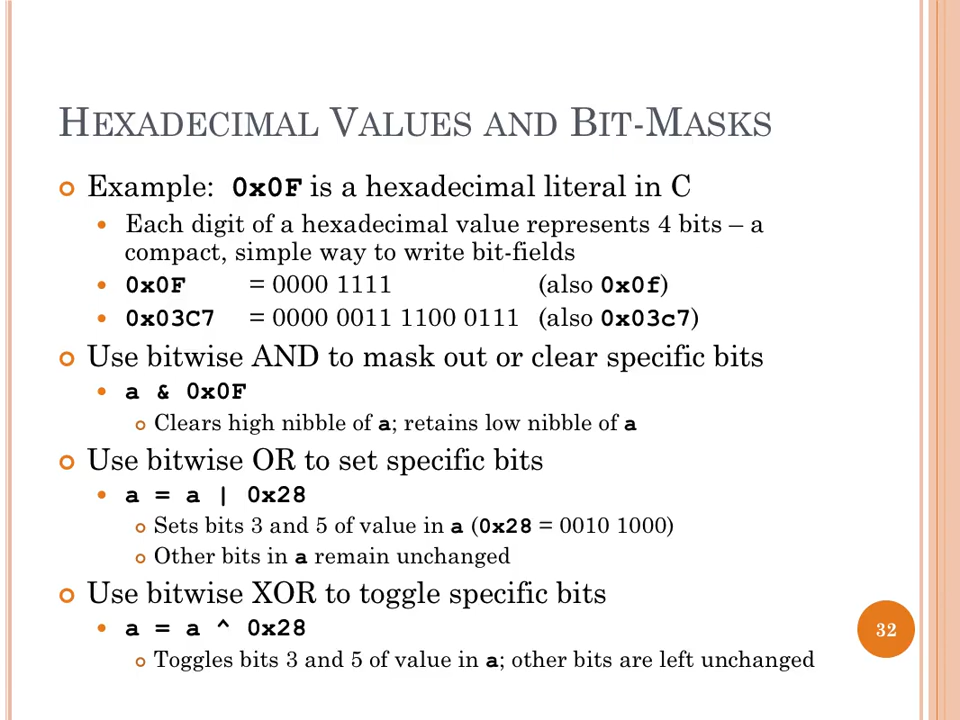 HEXADECIMAL VALUES AND BIT-MASKS
Example: 0x0F is a hexadecimal literal in C
Each digit of a hexadecimal value represents 4 bits – a
compact, simple way to write bit-fields
0x0F = 0000 1111 (also 0x0f)
0x03C7 = 0000 0011 1100 0111 (also 0x03c7)
Use bitwise AND to mask out or clear specific bits
a & 0x0F
Clears high nibble of a; retains low nibble of a
Use bitwise OR to set specific bits
a = a | 0x28
Sets bits 3 and 5 of value in a (0x28 = 0010 1000)
Other bits in a remain unchanged
Use bitwise XOR to toggle specific bits
a = a ^ 0x28
Toggles bits 3 and 5 of value in a; other bits are left unchanged
32